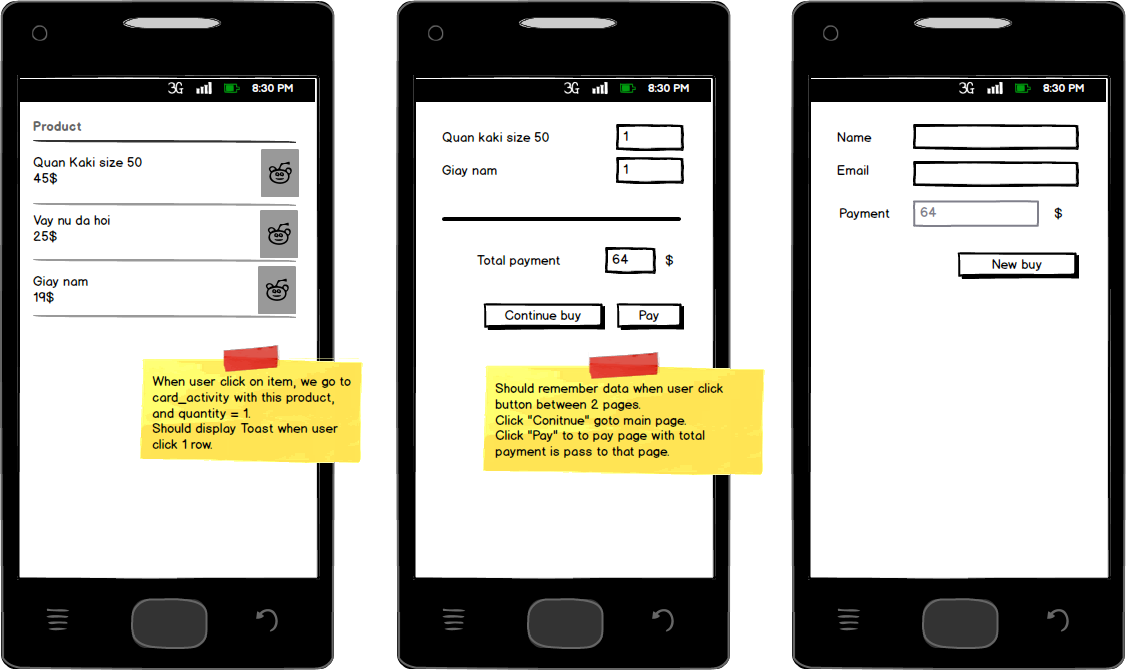 3G 8:30 PM
Product
Quan Kaki size 50
45$
Vay nu da hoi
25$
Giay nam
19$
When user click on item, we go to
card_activity with this product,
and quantity = 1.
Should display Toast when user
click 1 row.
3G 8:30 PM
Quan kaki size 50 1
Giay nam 1
Total payment 64 $
Continue buy Pay
Should remember data when user click
button between 2 pages.
Click "Conitnue" goto main page.
Click "Pay" to to pay page with total
payment is pass to that page.
3G 8:30 PM
Name
Email
Payment 64 $
New buy